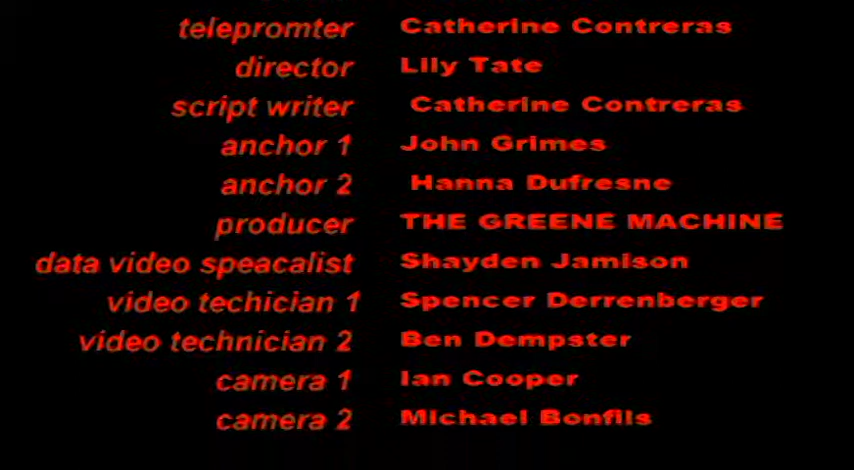 telepromter Catherine Contreras
director Lily Tate
script writer Catherine Contreras
anchor 1 John Grimes
anchor 2 Hanna Dufresne
producer THE GREENE MACHINE
data video speacalist Shayden Jamison
video techician 1 Spencer Derrenberger
video technician 2 Ben Dempster
camera 1 Ian Cooper
camera 2 Michael Bonfils